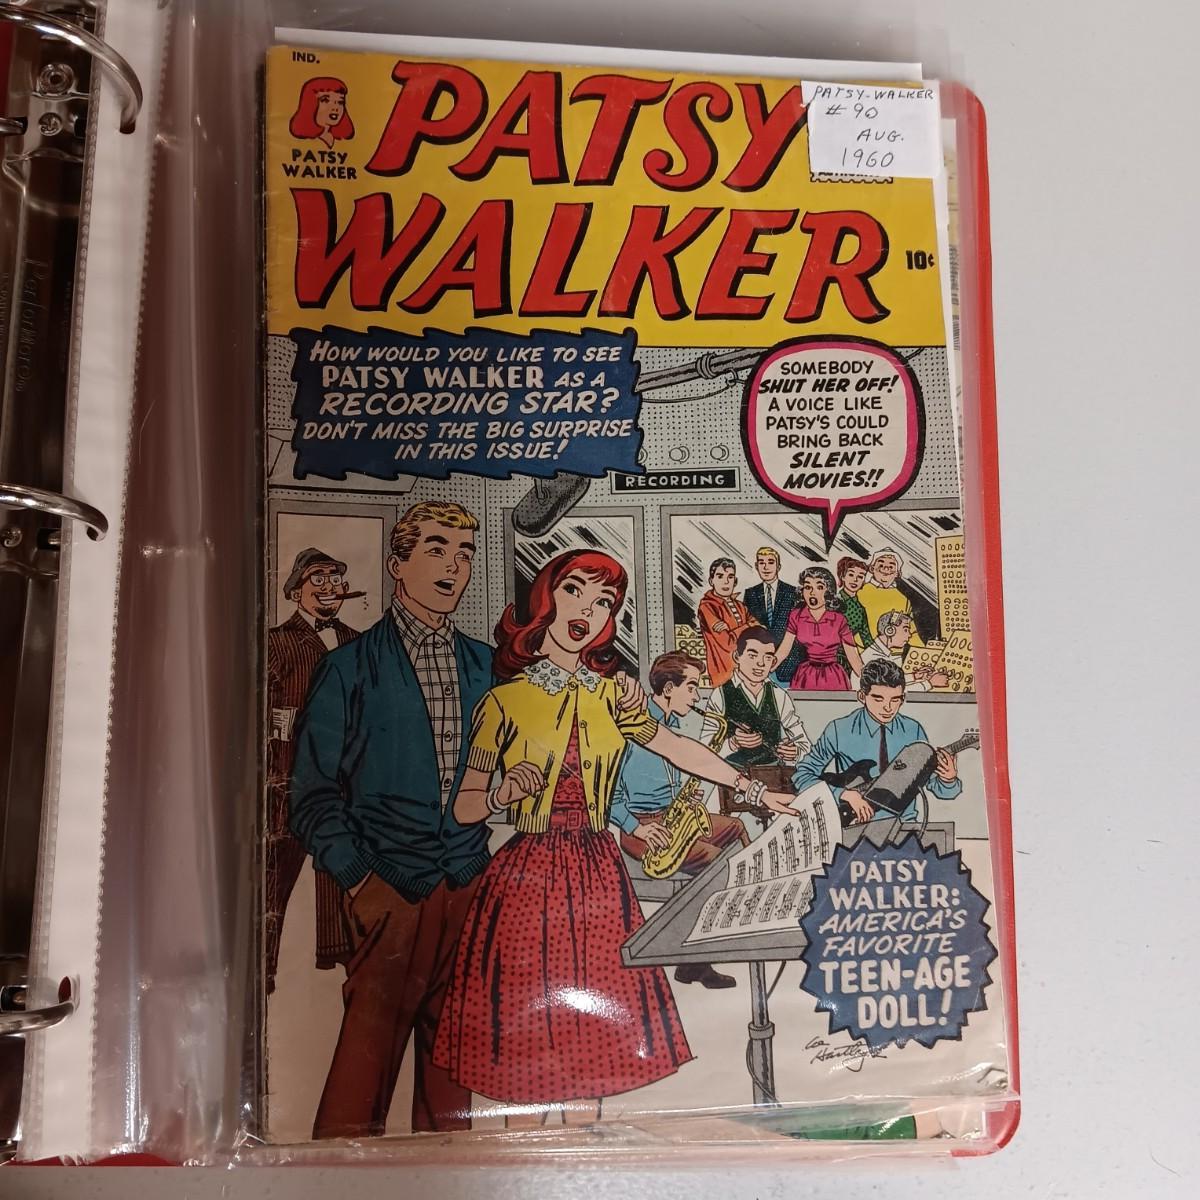 IND.
PATSY
WALKER
PATSY
WALKER
PATSY-WALKER
# 90
AUG.
1960
10¢
HOW WOULD YOU LIKE TO SEE
PATSY WALKER AS A
RECORDING STAR?
DON'T MISS THE BIG SURPRISE
IN THIS ISSUE!
SOMEBODY
SHUT HER OFF!
A VOICE LIKE
PATSY'S COULD
BRING BACK
SILENT
MOVIES!!
RECORDING
PATSY
WALKER:
AMERICA'S
FAVORITE
TEEN-AGE
DOLL!
Hartley